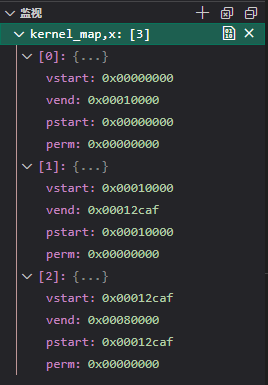 监视
kernel_map,x: [3]
[0]: {...}
vstart: 0x00000000
vend: 0x00010000
pstart: 0x00000000
perm: 0x00000000
[1]: {...}
vstart: 0x00010000
vend: 0x00012caf
pstart: 0x00010000
perm: 0x00000000
[2]: {...}
vstart: 0x00012caf
vend: 0x00080000
pstart: 0x00012caf
perm: 0x00000000